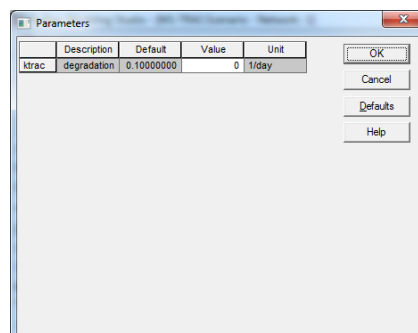 Parameters
Description Default Value Unit
ktrac degradation 0.10000000 0 1/day
OK
Cancel
Defaults
Help